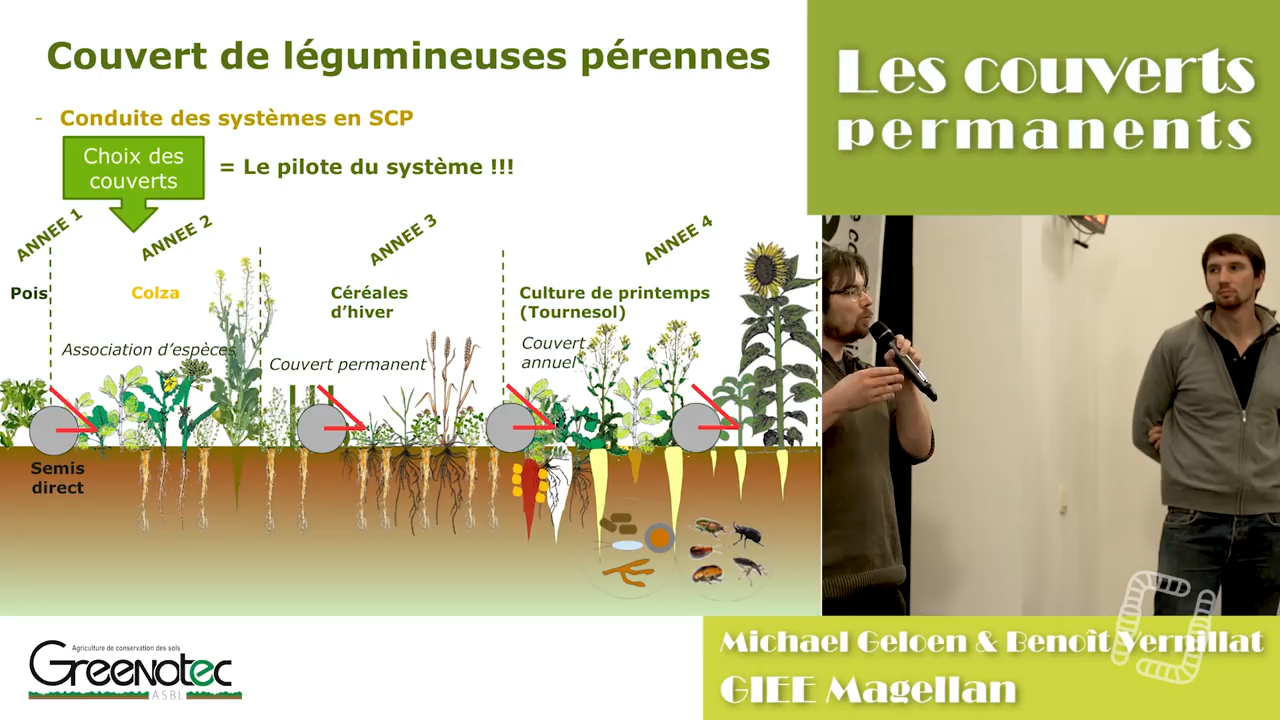 Couvert de légumineuses pérennes
- Conduite des systèmes en SCP
Choix des
couverts
= Le pilote du système !!!
ANNEE 1
ANNEE 2
ANNEE 3
ANNEE 4
Pois
Colza
Céréales
d’hiver
Culture de printemps
(Tournesol)
Association d’espèces
Couvert permanent
Couvert
annuel
Semis
direct
Les couverts
permanents
Agriculture de conservation des sols
Greenotec
ASBL
Michael Geloen & Benoît Vernillat
GIEE Magellan